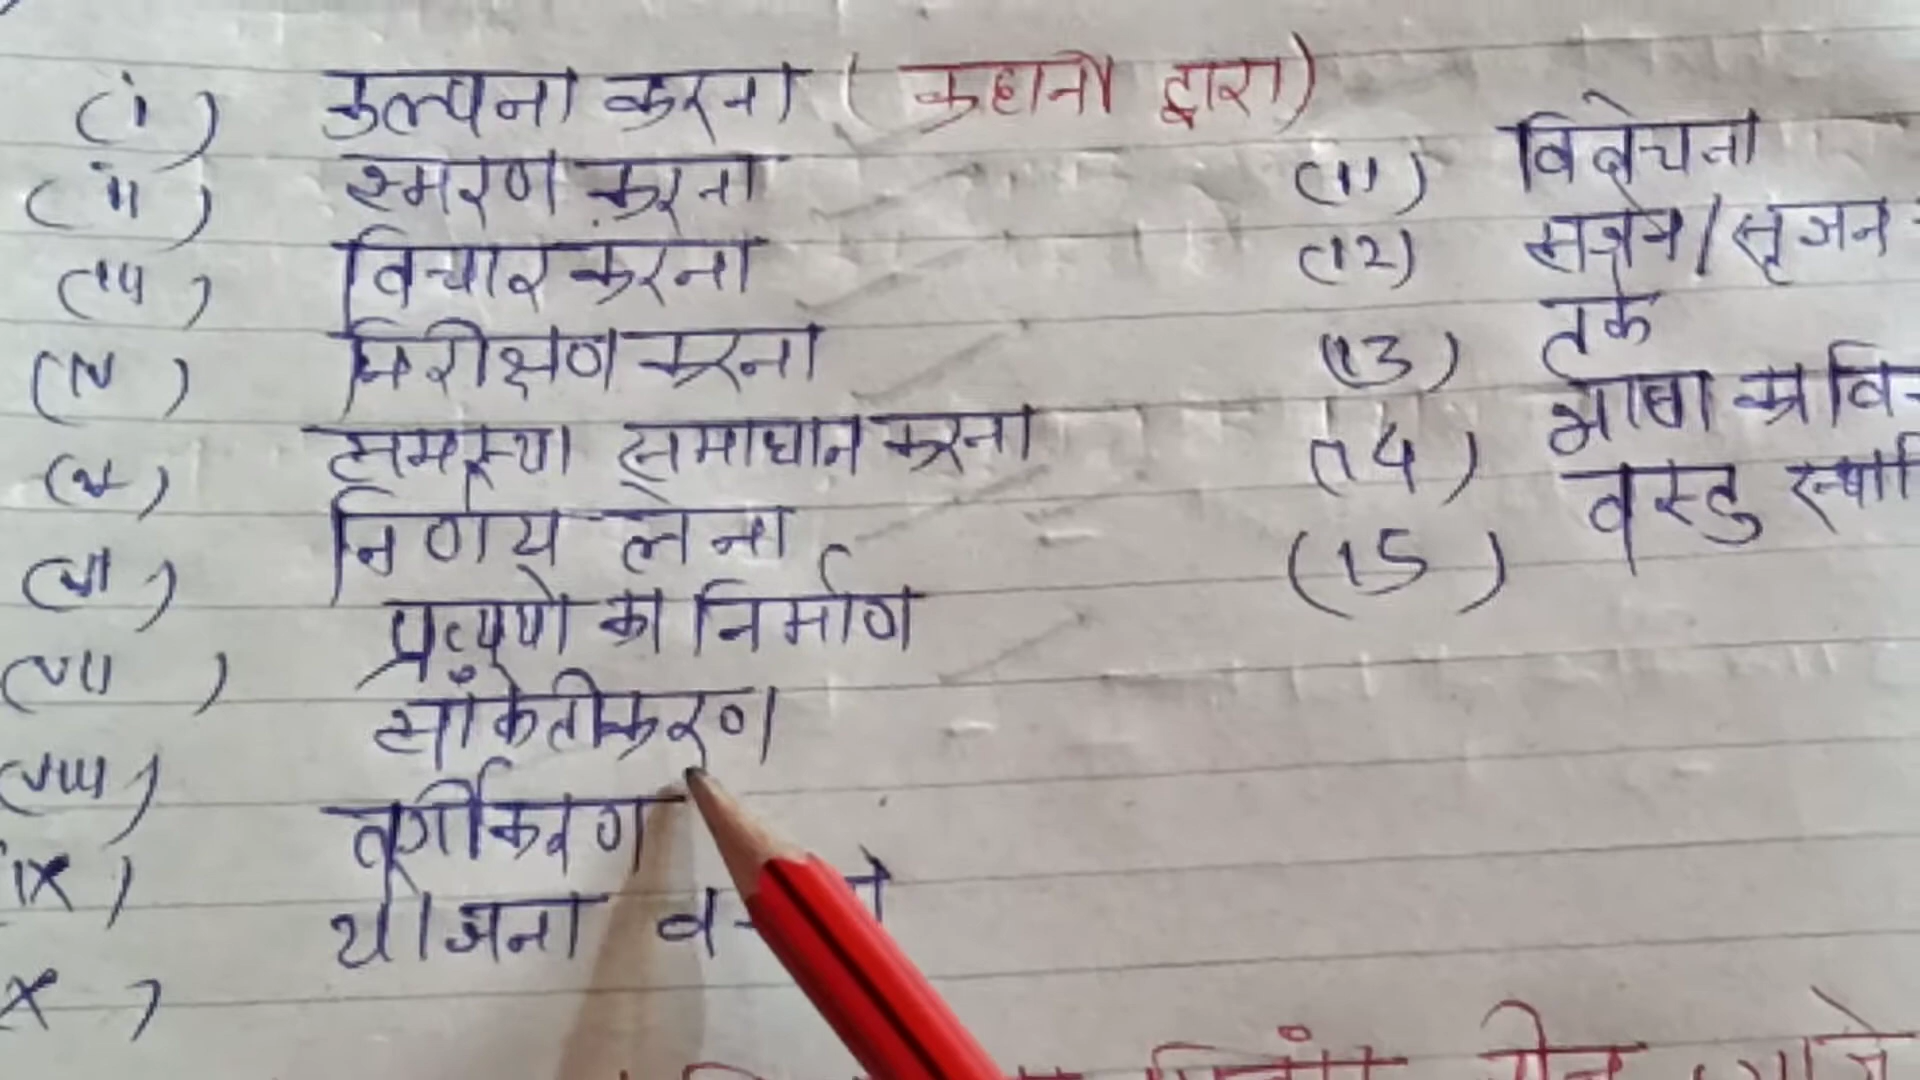 (i) कल्पना करना (कहानी द्वारा)
(ii) स्मरण करना
(iii) विचार करना
(iv) निरीक्षण करना
(v) समस्या समाधान करना
(vi) निर्णय लेना
(vii) प्रत्ययो का निर्माण
(viii) सांकेतीकरण
(ix) वर्गीकरण
(x) योजना
(11) विवेचना
(12) / सृजन
(13) तर्क
(14) भाषा का
(15) वस्तु